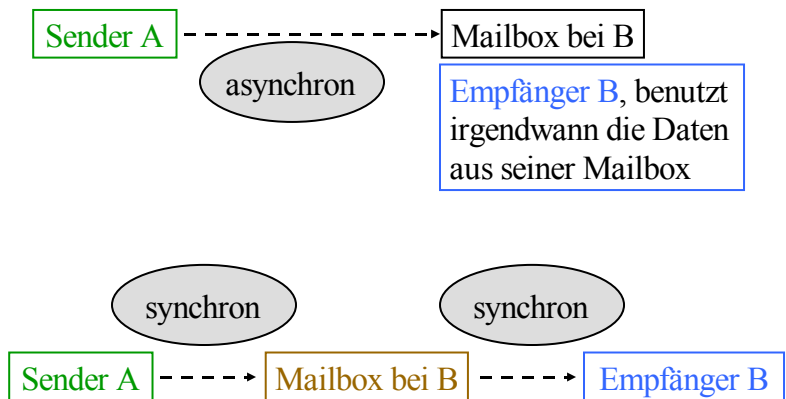 Sender A
Mailbox bei B
asynchron
Empfänger B, benutzt
irgendwann die Daten
aus seiner Mailbox
synchron
synchron
Sender A
Mailbox bei B
Empfänger B